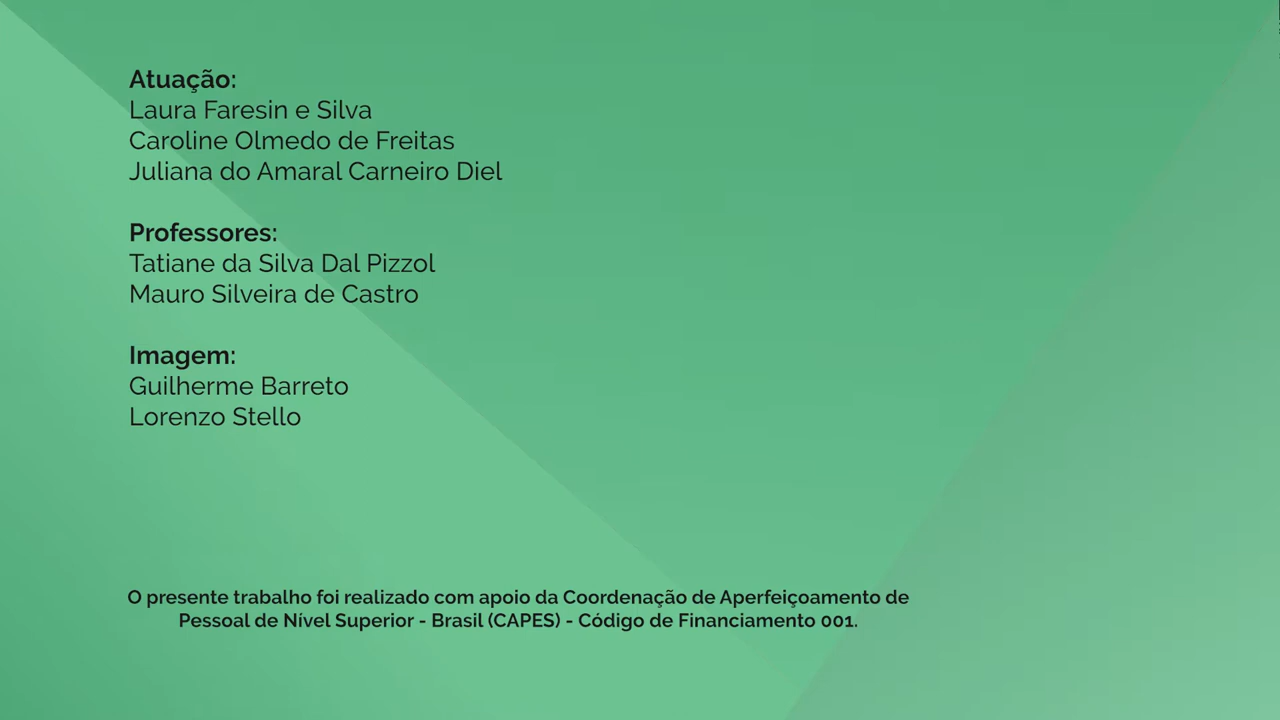 Atuação:
Laura Faresin e Silva
Caroline Olmedo de Freitas
Juliana do Amaral Carneiro Diel
Professores:
Tatiane da Silva Dal Pizzol
Mauro Silveira de Castro
Imagem:
Guilherme Barreto
Lorenzo Stello
O presente trabalho foi realizado com apoio da Coordenação de Aperfeiçoamento de
Pessoal de Nível Superior - Brasil (CAPES) - Código de Financiamento 001.